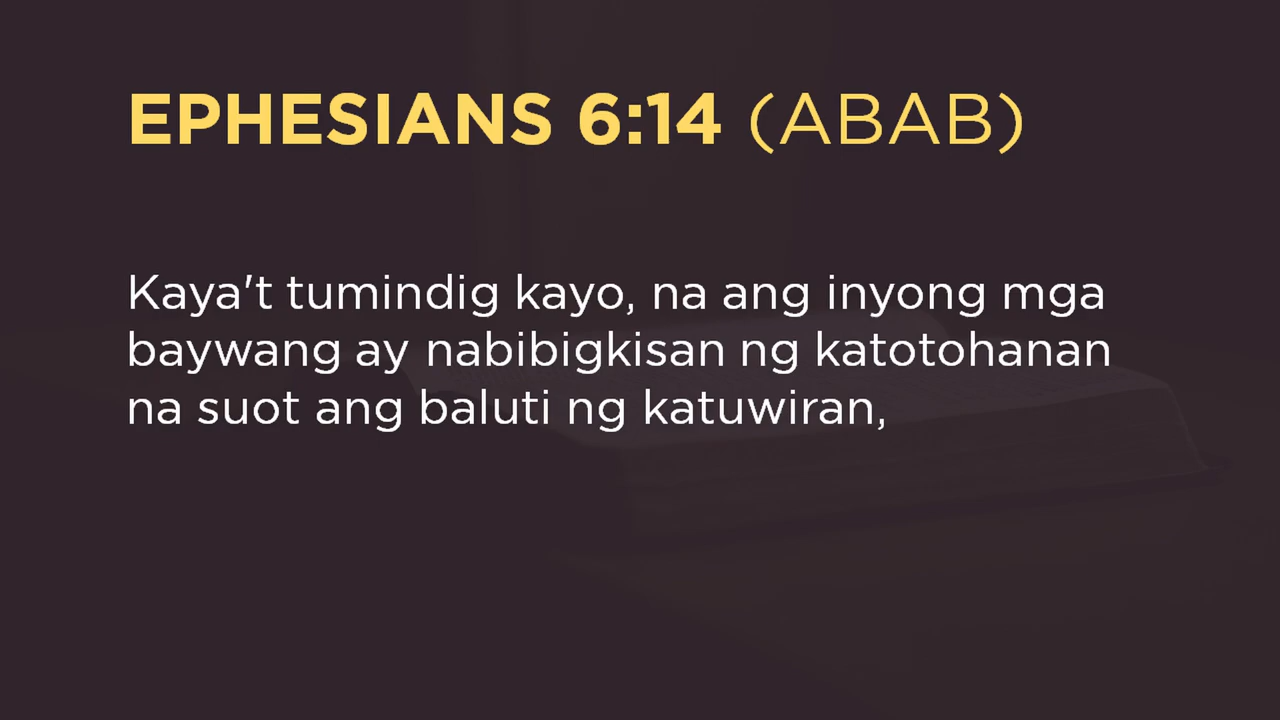 EPHESIANS 6:14 (ABAB)
Kaya't tumindig kayo, na ang inyong mga
baywang ay nabibigkisan ng katotohanan
na suot ang baluti ng katuwiran,